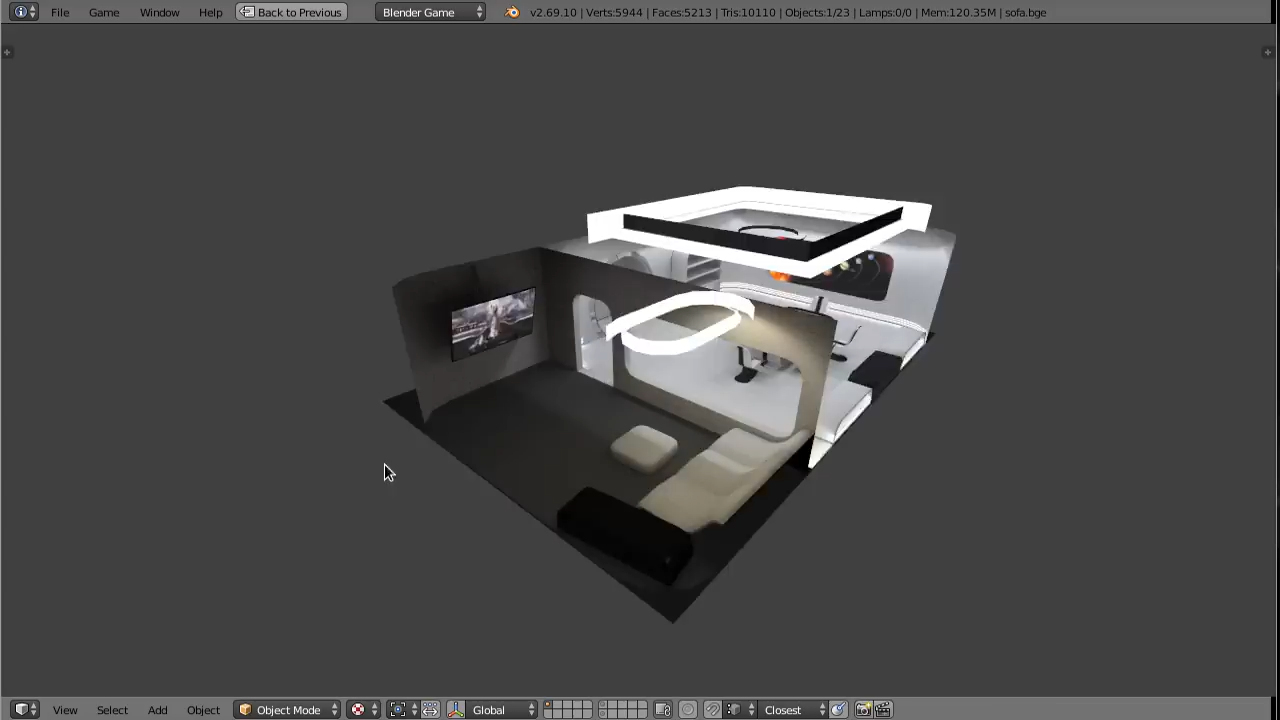 File Game Window Help Back to Previous Blender Game v2.69.10 | Verts:5944 | Faces:5213 | Tris:10110 | Objects:1/23 | Lamps:0/0 | Mem:120.35M | sofa.bge
View Select Add Object Object Mode Global Closest